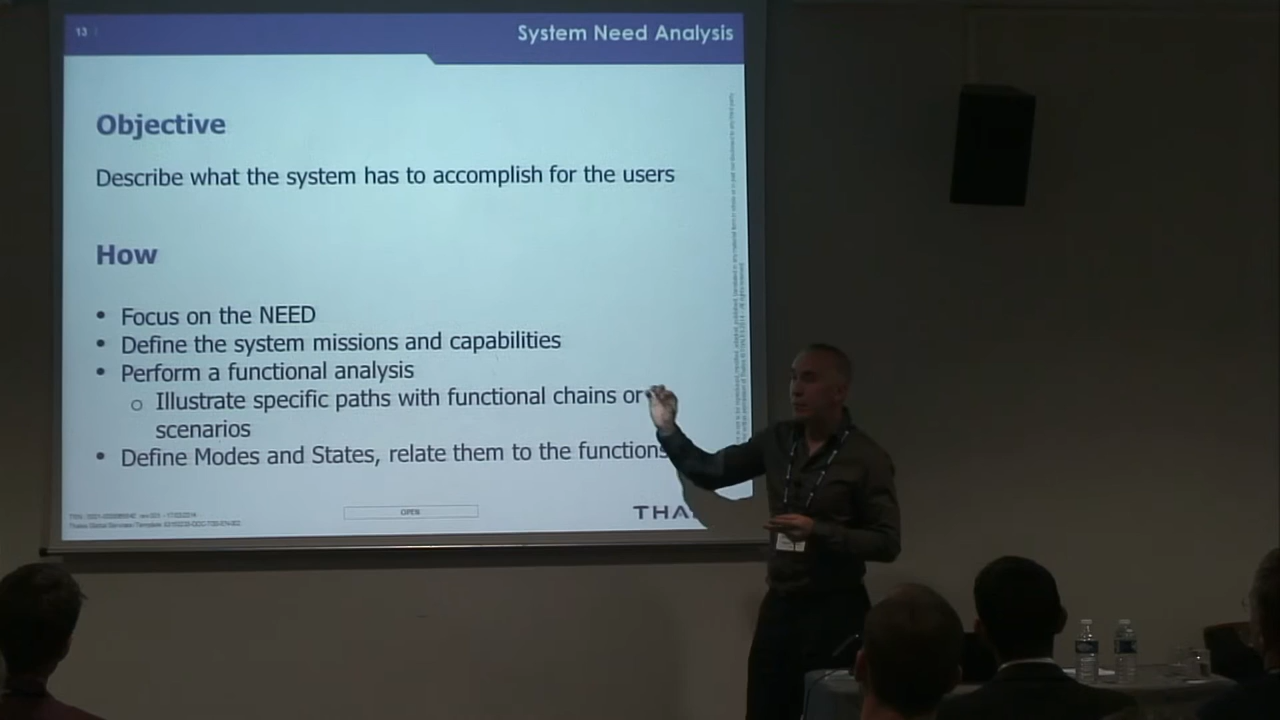 13
System Need Analysis
Objective
Describe what the system has to accomplish for the users
How
• Focus on the NEED
• Define the system missions and capabilities
• Perform a functional analysis
o Illustrate specific paths with functional chains or
scenarios
• Define Modes and States, relate them to the functions
OPEN
THA